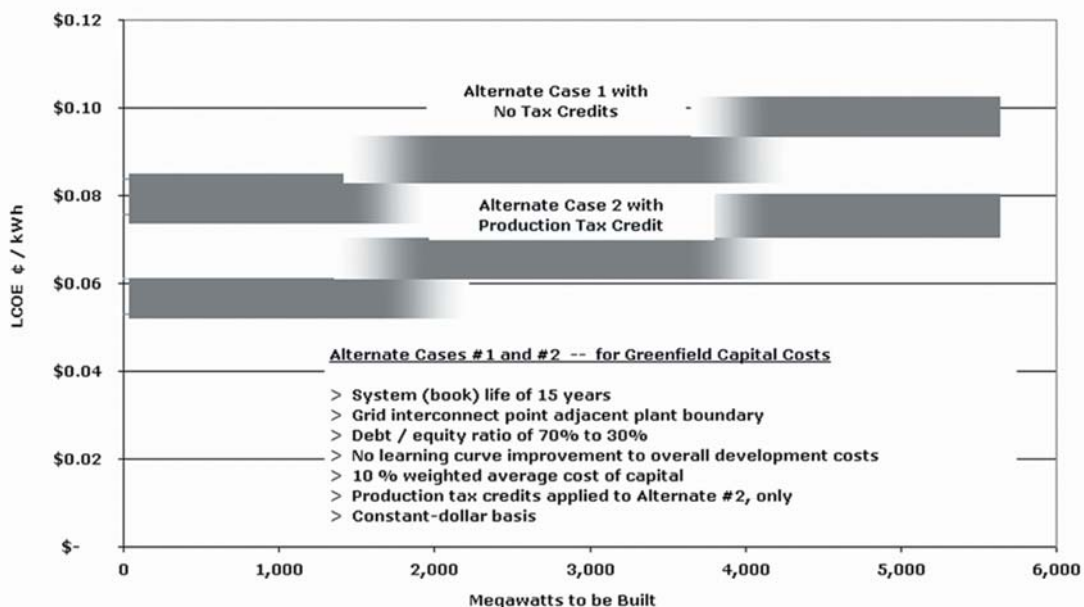 $0.12
$0.10
$0.08
$0.06
$0.04
$0.02
$-
LCOE ¢ / kWh
Alternate Case 1 with
No Tax Credits
Alternate Case 2 with
Production Tax Credit
Alternate Cases #1 and #2 -- for Greenfield Capital Costs
> System (book) life of 15 years
> Grid interconnect point adjacent plant boundary
> Debt / equity ratio of 70% to 30%
> No learning curve improvement to overall development costs
> 10 % weighted average cost of capital
> Production tax credits applied to Alternate #2, only
> Constant-dollar basis
0 1,000 2,000 3,000 4,000 5,000 6,000
Megawatts to be Built